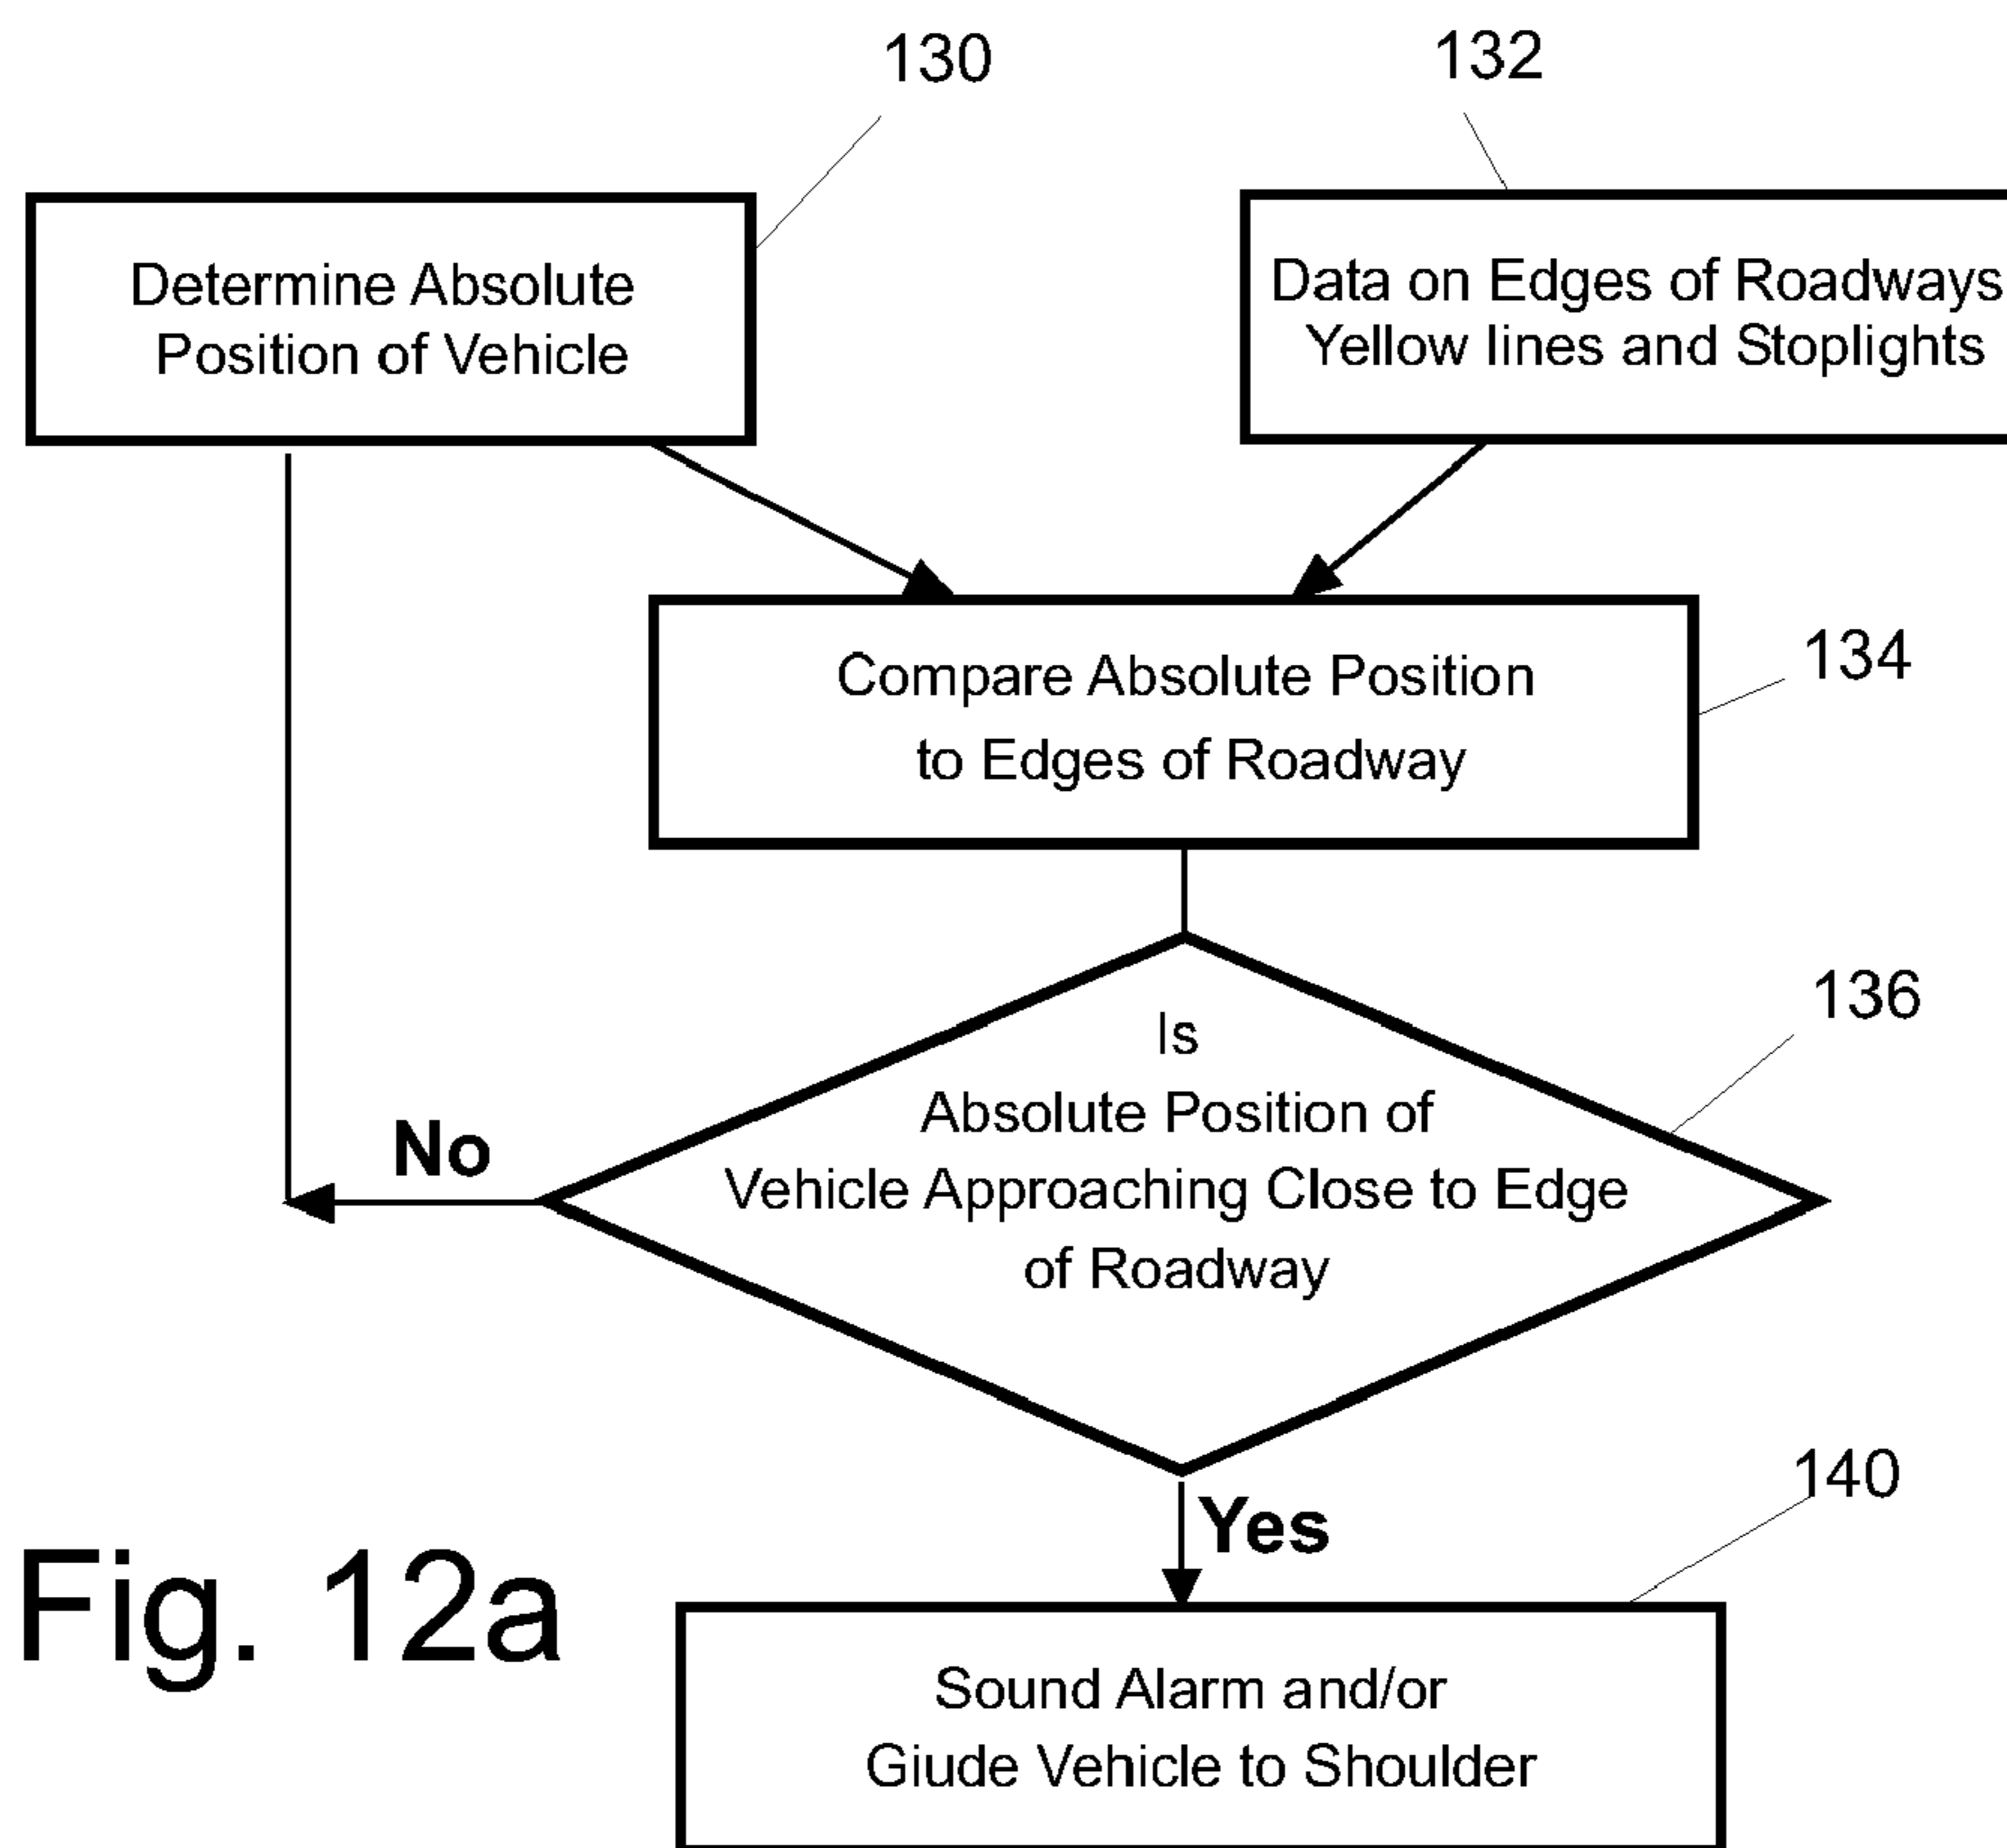 130
132
Determine Absolute
Position of Vehicle
Data on Edges of Roadways
Yellow lines and Stoplights
Compare Absolute Position
to Edges of Roadway
134
136
Is
Absolute Position of
Vehicle Approaching Close to Edge
of Roadway
No
Yes
140
Sound Alarm and/or
Giude Vehicle to Shoulder
Fig. 12a